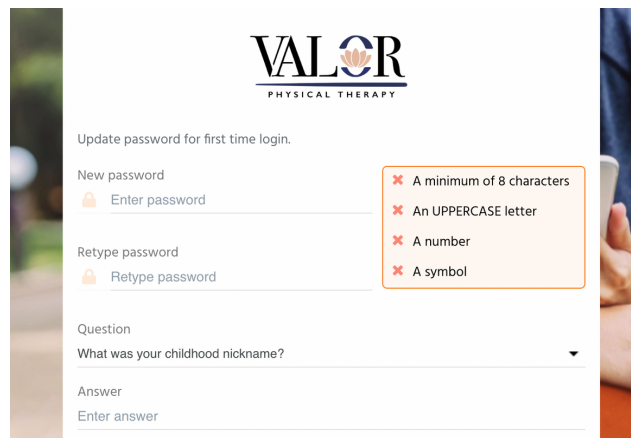 VALOR
PHYSICAL THERAPY
Update password for first time login.
New password
Enter password
A minimum of 8 characters
An UPPERCASE letter
A number
A symbol
Retype password
Retype password
Question
What was your childhood nickname?
Answer
Enter answer